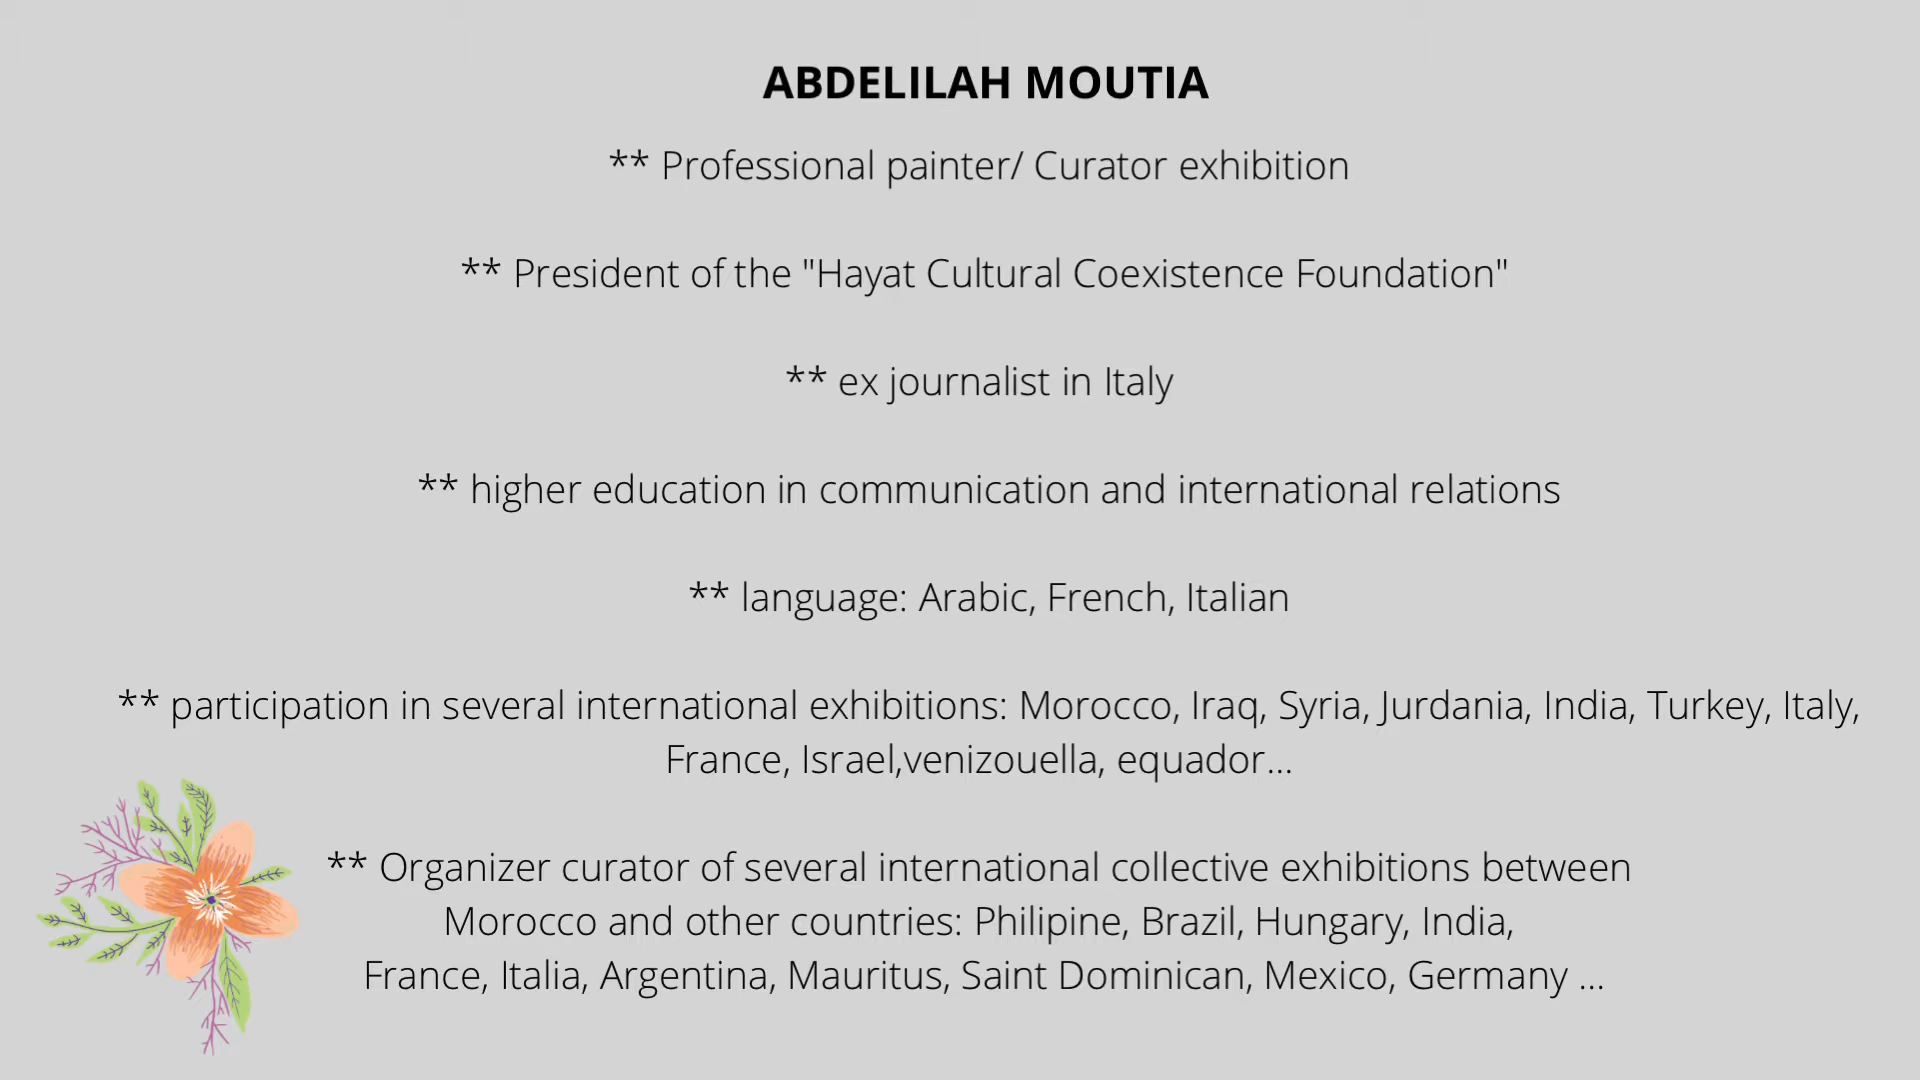 ABDELILAH MOUTIA
** Professional painter/ Curator exhibition
** President of the "Hayat Cultural Coexistence Foundation"
** ex journalist in Italy
** higher education in communication and international relations
** language: Arabic, French, Italian
** participation in several international exhibitions: Morocco, Iraq, Syria, Jurdania, India, Turkey, Italy,
France, Israel,venizouella, equador...
** Organizer curator of several international collective exhibitions between
Morocco and other countries: Philipine, Brazil, Hungary, India,
France, Italia, Argentina, Mauritus, Saint Dominican, Mexico, Germany ...